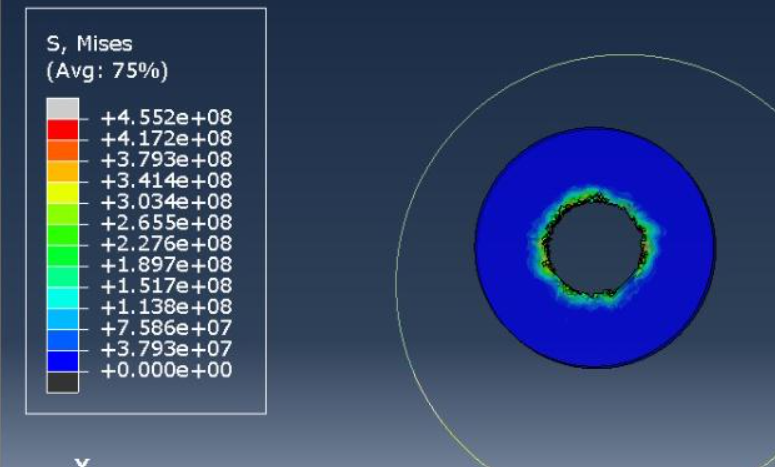 S, Mises
(Avg: 75%)
+4.552e+08
+4.172e+08
+3.793e+08
+3.414e+08
+3.034e+08
+2.655e+08
+2.276e+08
+1.897e+08
+1.517e+08
+1.138e+08
+7.586e+07
+3.793e+07
+0.000e+00